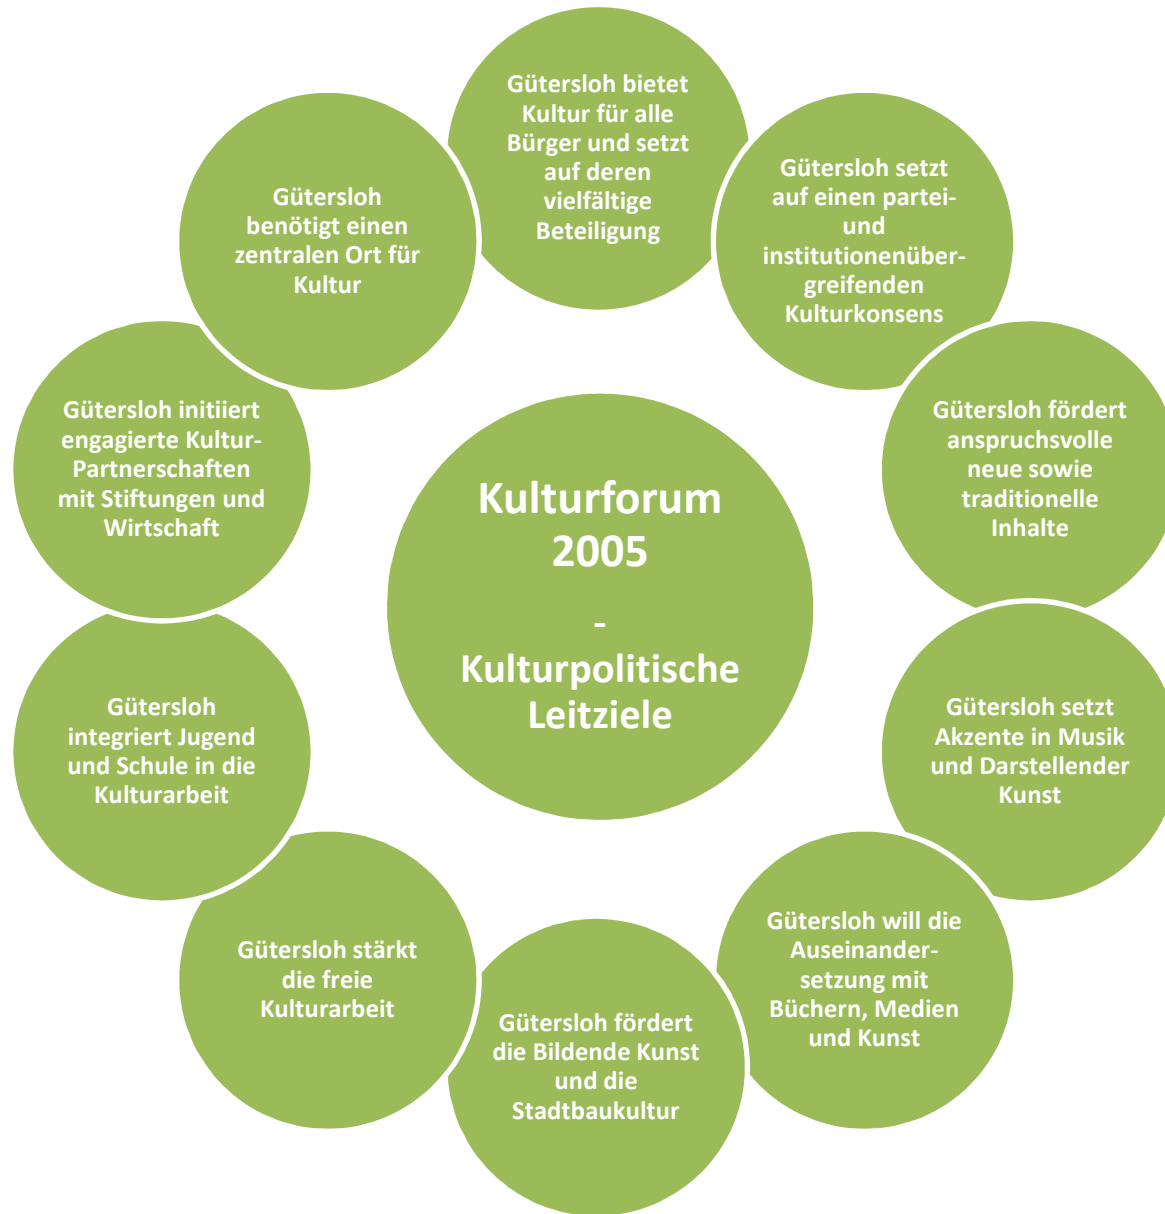 Gütersloh bietet
Kultur für alle
Bürger und setzt
auf deren
vielfältige
Beteiligung
Gütersloh setzt
auf einen partei-
und
institutionenüber-
greifenden
Kulturkonsens
Gütersloh fördert
anspruchsvolle
neue sowie
traditionelle
Inhalte
Gütersloh setzt
Akzente in Musik
und Darstellender
Kunst
Gütersloh will die
Auseinander-
setzung mit
Büchern, Medien
und Kunst
Gütersloh fördert
die Bildende Kunst
und die
Stadtbaukultur
Gütersloh stärkt
die freie
Kulturarbeit
Gütersloh
integriert Jugend
und Schule in die
Kulturarbeit
Gütersloh initiiert
engagierte Kultur-
Partnerschaften
mit Stiftungen und
Wirtschaft
Gütersloh
benötigt einen
zentralen Ort für
Kultur
Kulturforum
2005
-
Kulturpolitische
Leitziele